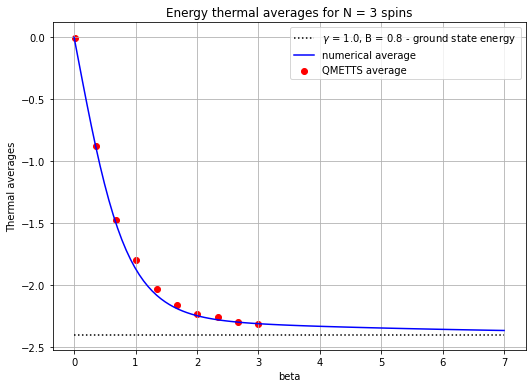 Energy thermal averages for N = 3 spins
γ = 1.0, B = 0.8 - ground state energy
numerical average
QMETTS average
Thermal averages
0.0
−0.5
−1.0
−1.5
−2.0
−2.5
0 1 2 3 4 5 6 7
beta